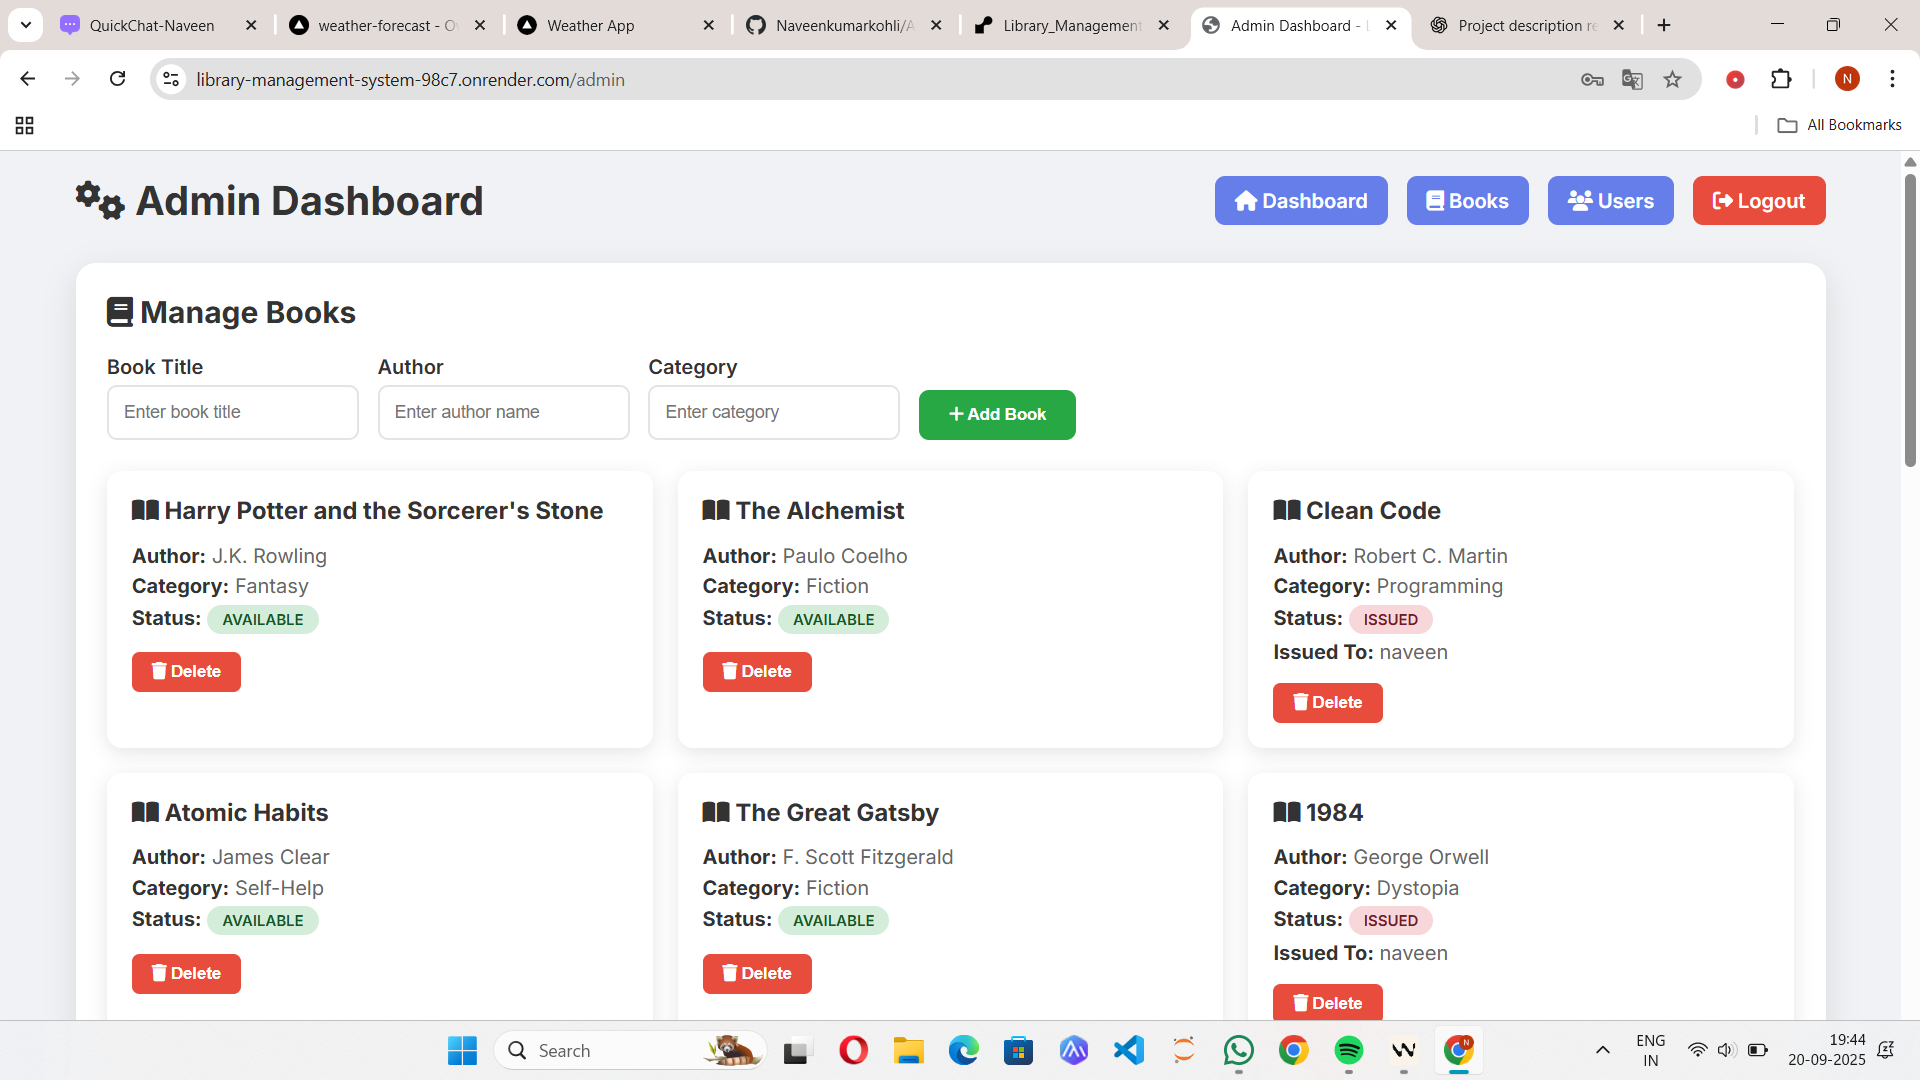 QuickChat-Naveen
weather-forecast - Ov
Weather App
Naveenkumarkohli/A
Library_Management
Admin Dashboard - L
Project description re
library-management-system-98c7.onrender.com/admin
N
All Bookmarks
Admin Dashboard
Dashboard
Books
Users
Logout
Manage Books
Book Title Author Category
Enter book title Enter author name Enter category + Add Book
Harry Potter and the Sorcerer's Stone
Author: J.K. Rowling
Category: Fantasy
Status: AVAILABLE
Delete
The Alchemist
Author: Paulo Coelho
Category: Fiction
Status: AVAILABLE
Delete
Clean Code
Author: Robert C. Martin
Category: Programming
Status: ISSUED
Issued To: naveen
Delete
Atomic Habits
Author: James Clear
Category: Self-Help
Status: AVAILABLE
Delete
The Great Gatsby
Author: F. Scott Fitzgerald
Category: Fiction
Status: AVAILABLE
Delete
1984
Author: George Orwell
Category: Dystopia
Status: ISSUED
Issued To: naveen
Delete
Search
ENG
IN
19:44
20-09-2025